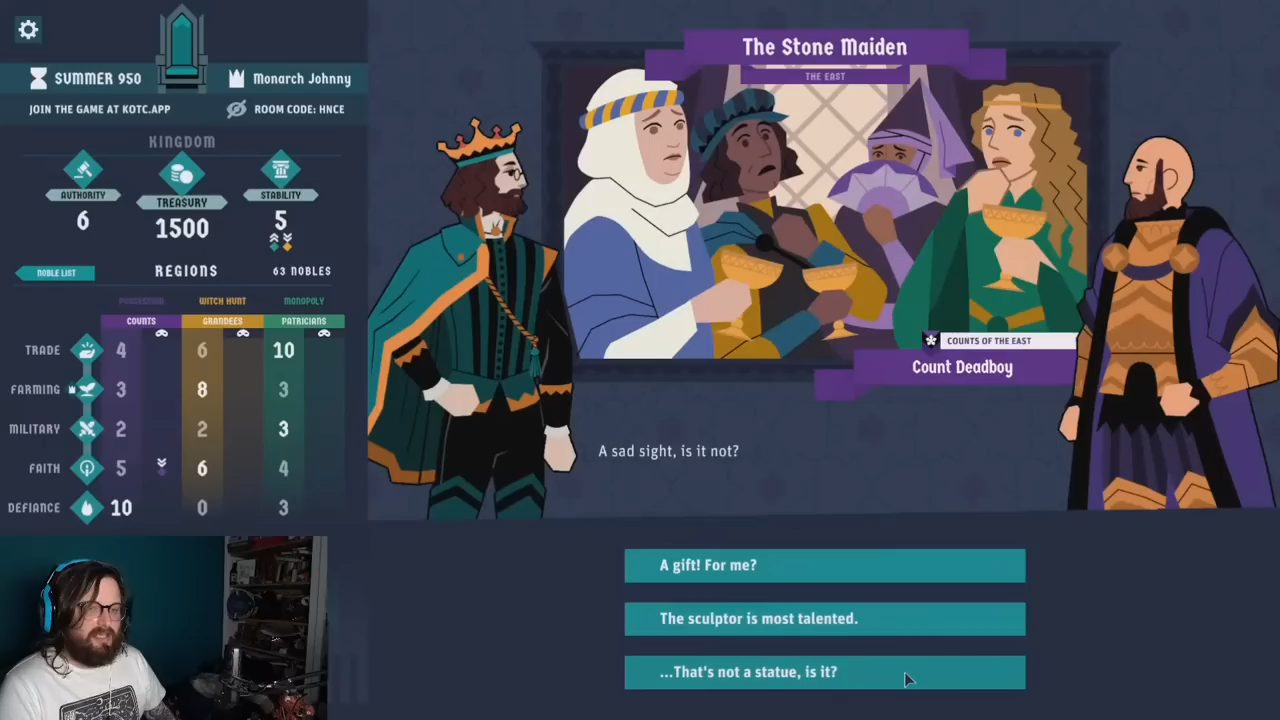 SUMMER 950
Monarch Johnny
JOIN THE GAME AT KOTC.APP
ROOM CODE: HNCE
KINGDOM
AUTHORITY
TREASURY
STABILITY
6
1500
5
NOBLE LIST
REGIONS
63 NOBLES
POSSESSION
WITCH HUNT
MONOPOLY
COUNTS
GRANDEES
PATRICIANS
TRADE 4 6 10
FARMING 3 8 3
MILITARY 2 2 3
FAITH 5 6 4
DEFIANCE 10 0 3
The Stone Maiden
THE EAST
COUNTS OF THE EAST
Count Deadboy
A sad sight, is it not?
A gift! For me?
The sculptor is most talented.
...That's not a statue, is it?